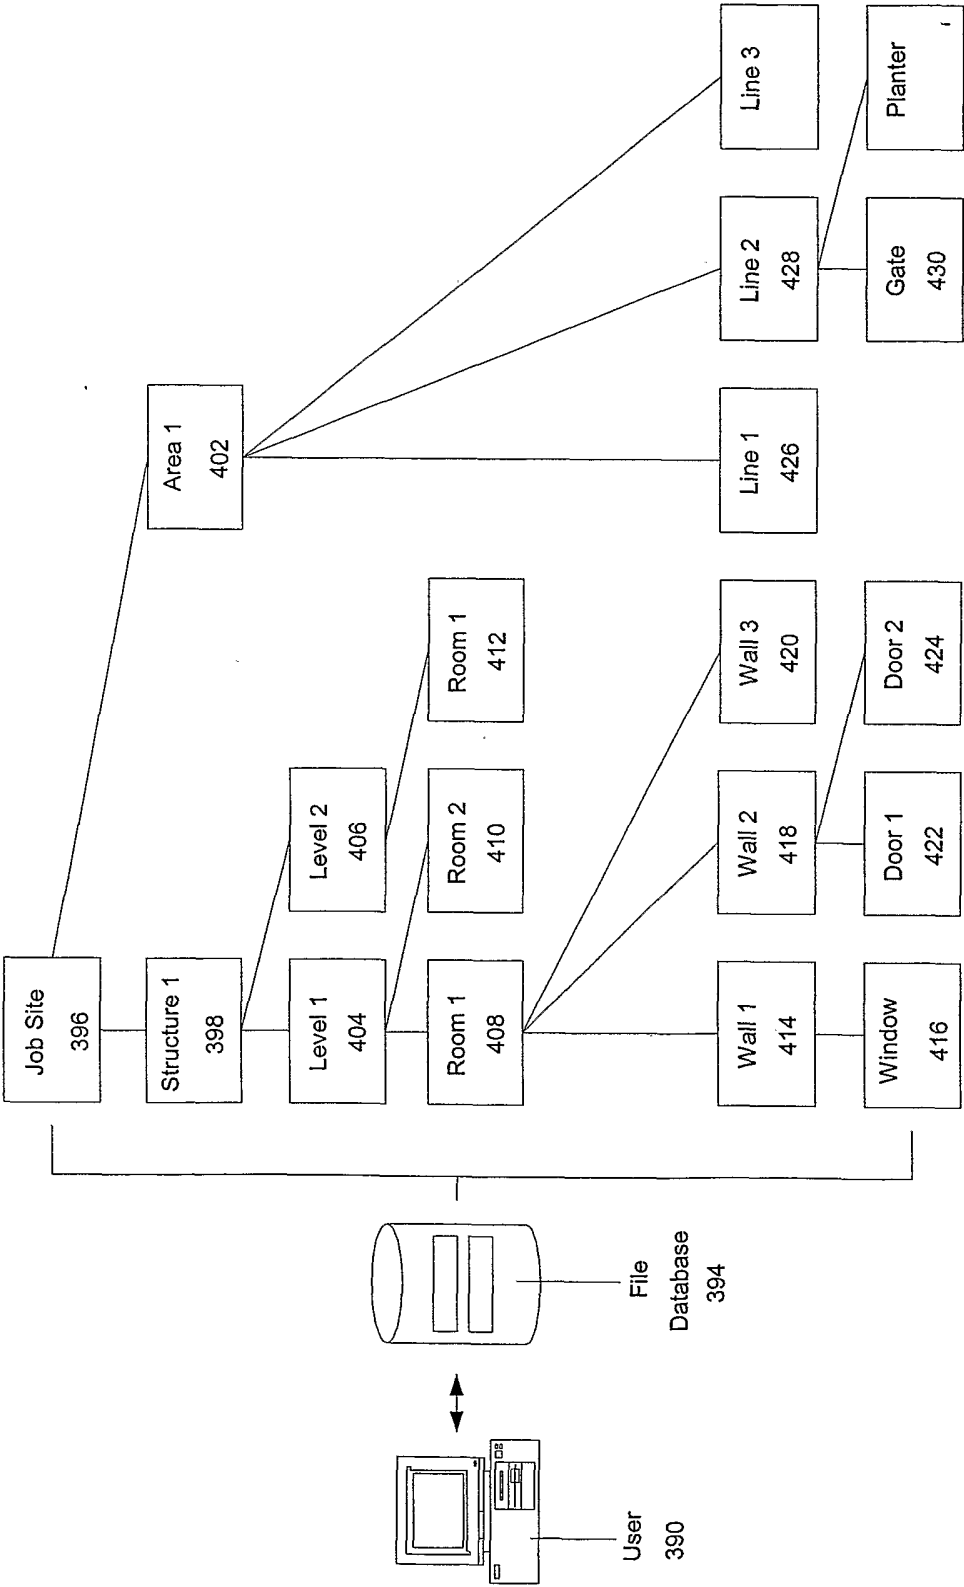 Job Site
396
Structure 1
398
Area 1
402
Level 1
404
Level 2
406
Room 1
408
Room 2
410
Room 1
412
Wall 1
414
Wall 2
418
Wall 3
420
Line 1
426
Line 2
428
Line 3
Window
416
Door 1
422
Door 2
424
Gate
430
Planter
User
390
File
Database
394